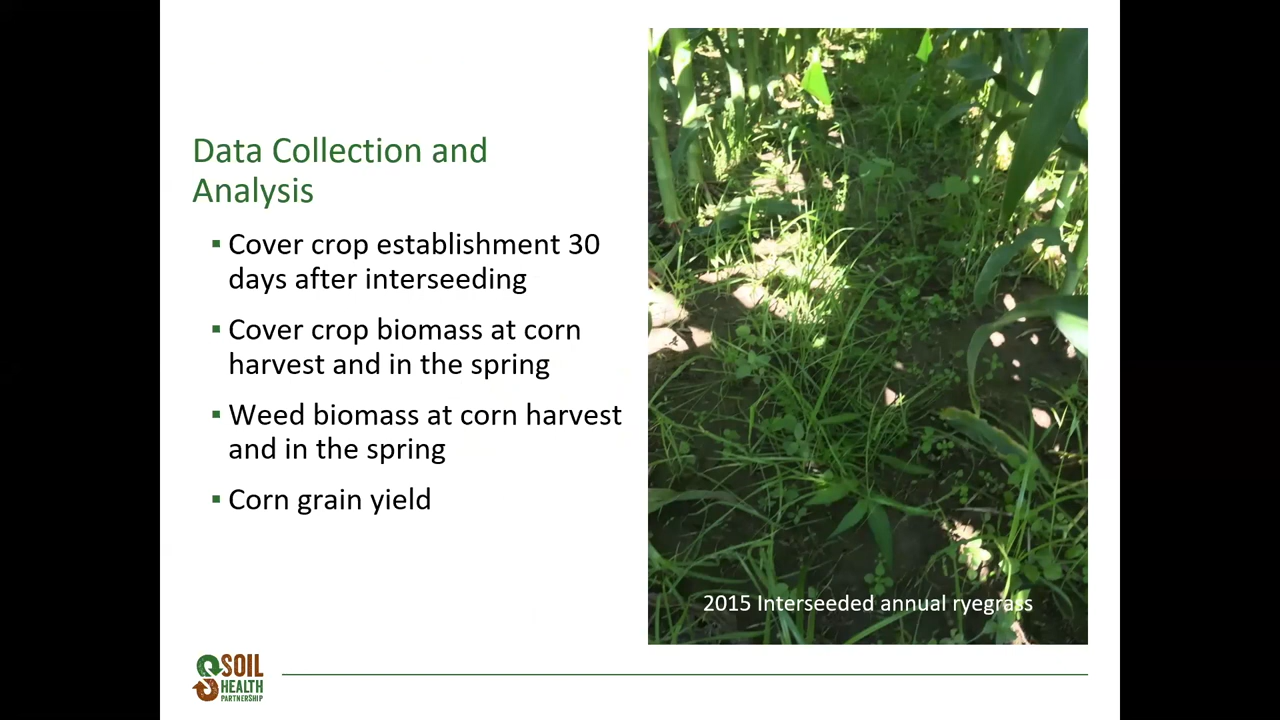 Data Collection and
Analysis
▪ Cover crop establishment 30
days after interseeding
▪ Cover crop biomass at corn
harvest and in the spring
▪ Weed biomass at corn harvest
and in the spring
▪ Corn grain yield
2015 Interseeded annual ryegrass
SOIL
HEALTH
PARTNERSHIP